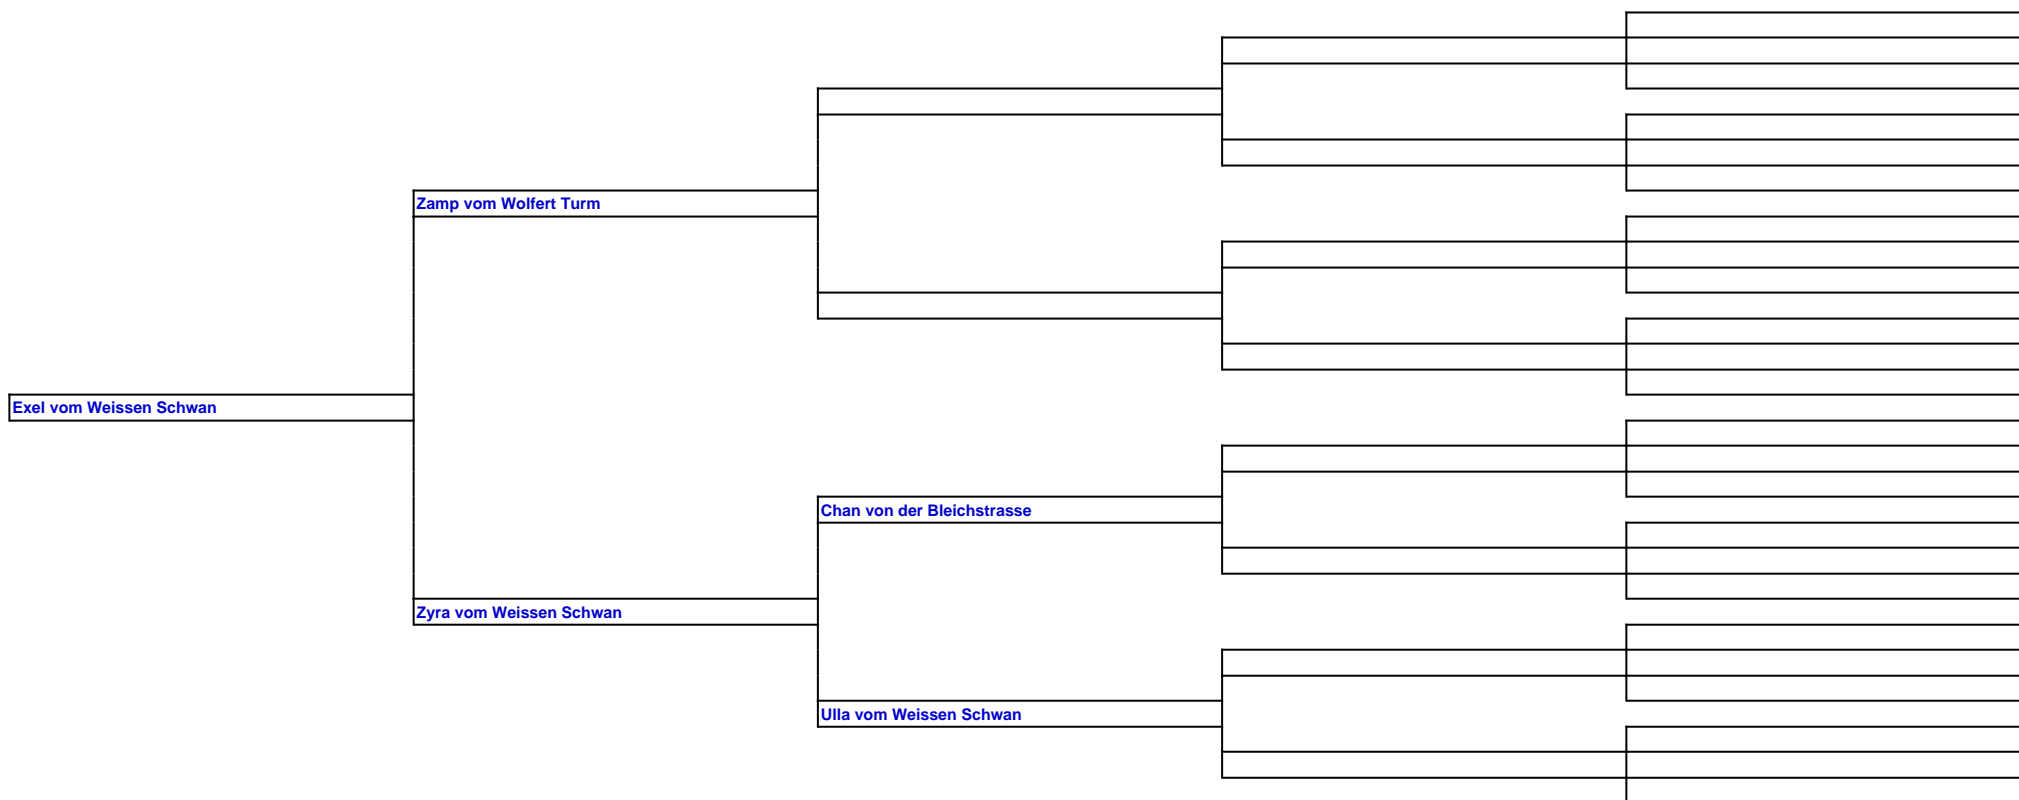 Zamp vom Wolfert Turm
Exel vom Weissen Schwan
Chan von der Bleichstrasse
Zyra vom Weissen Schwan
Ulla vom Weissen Schwan